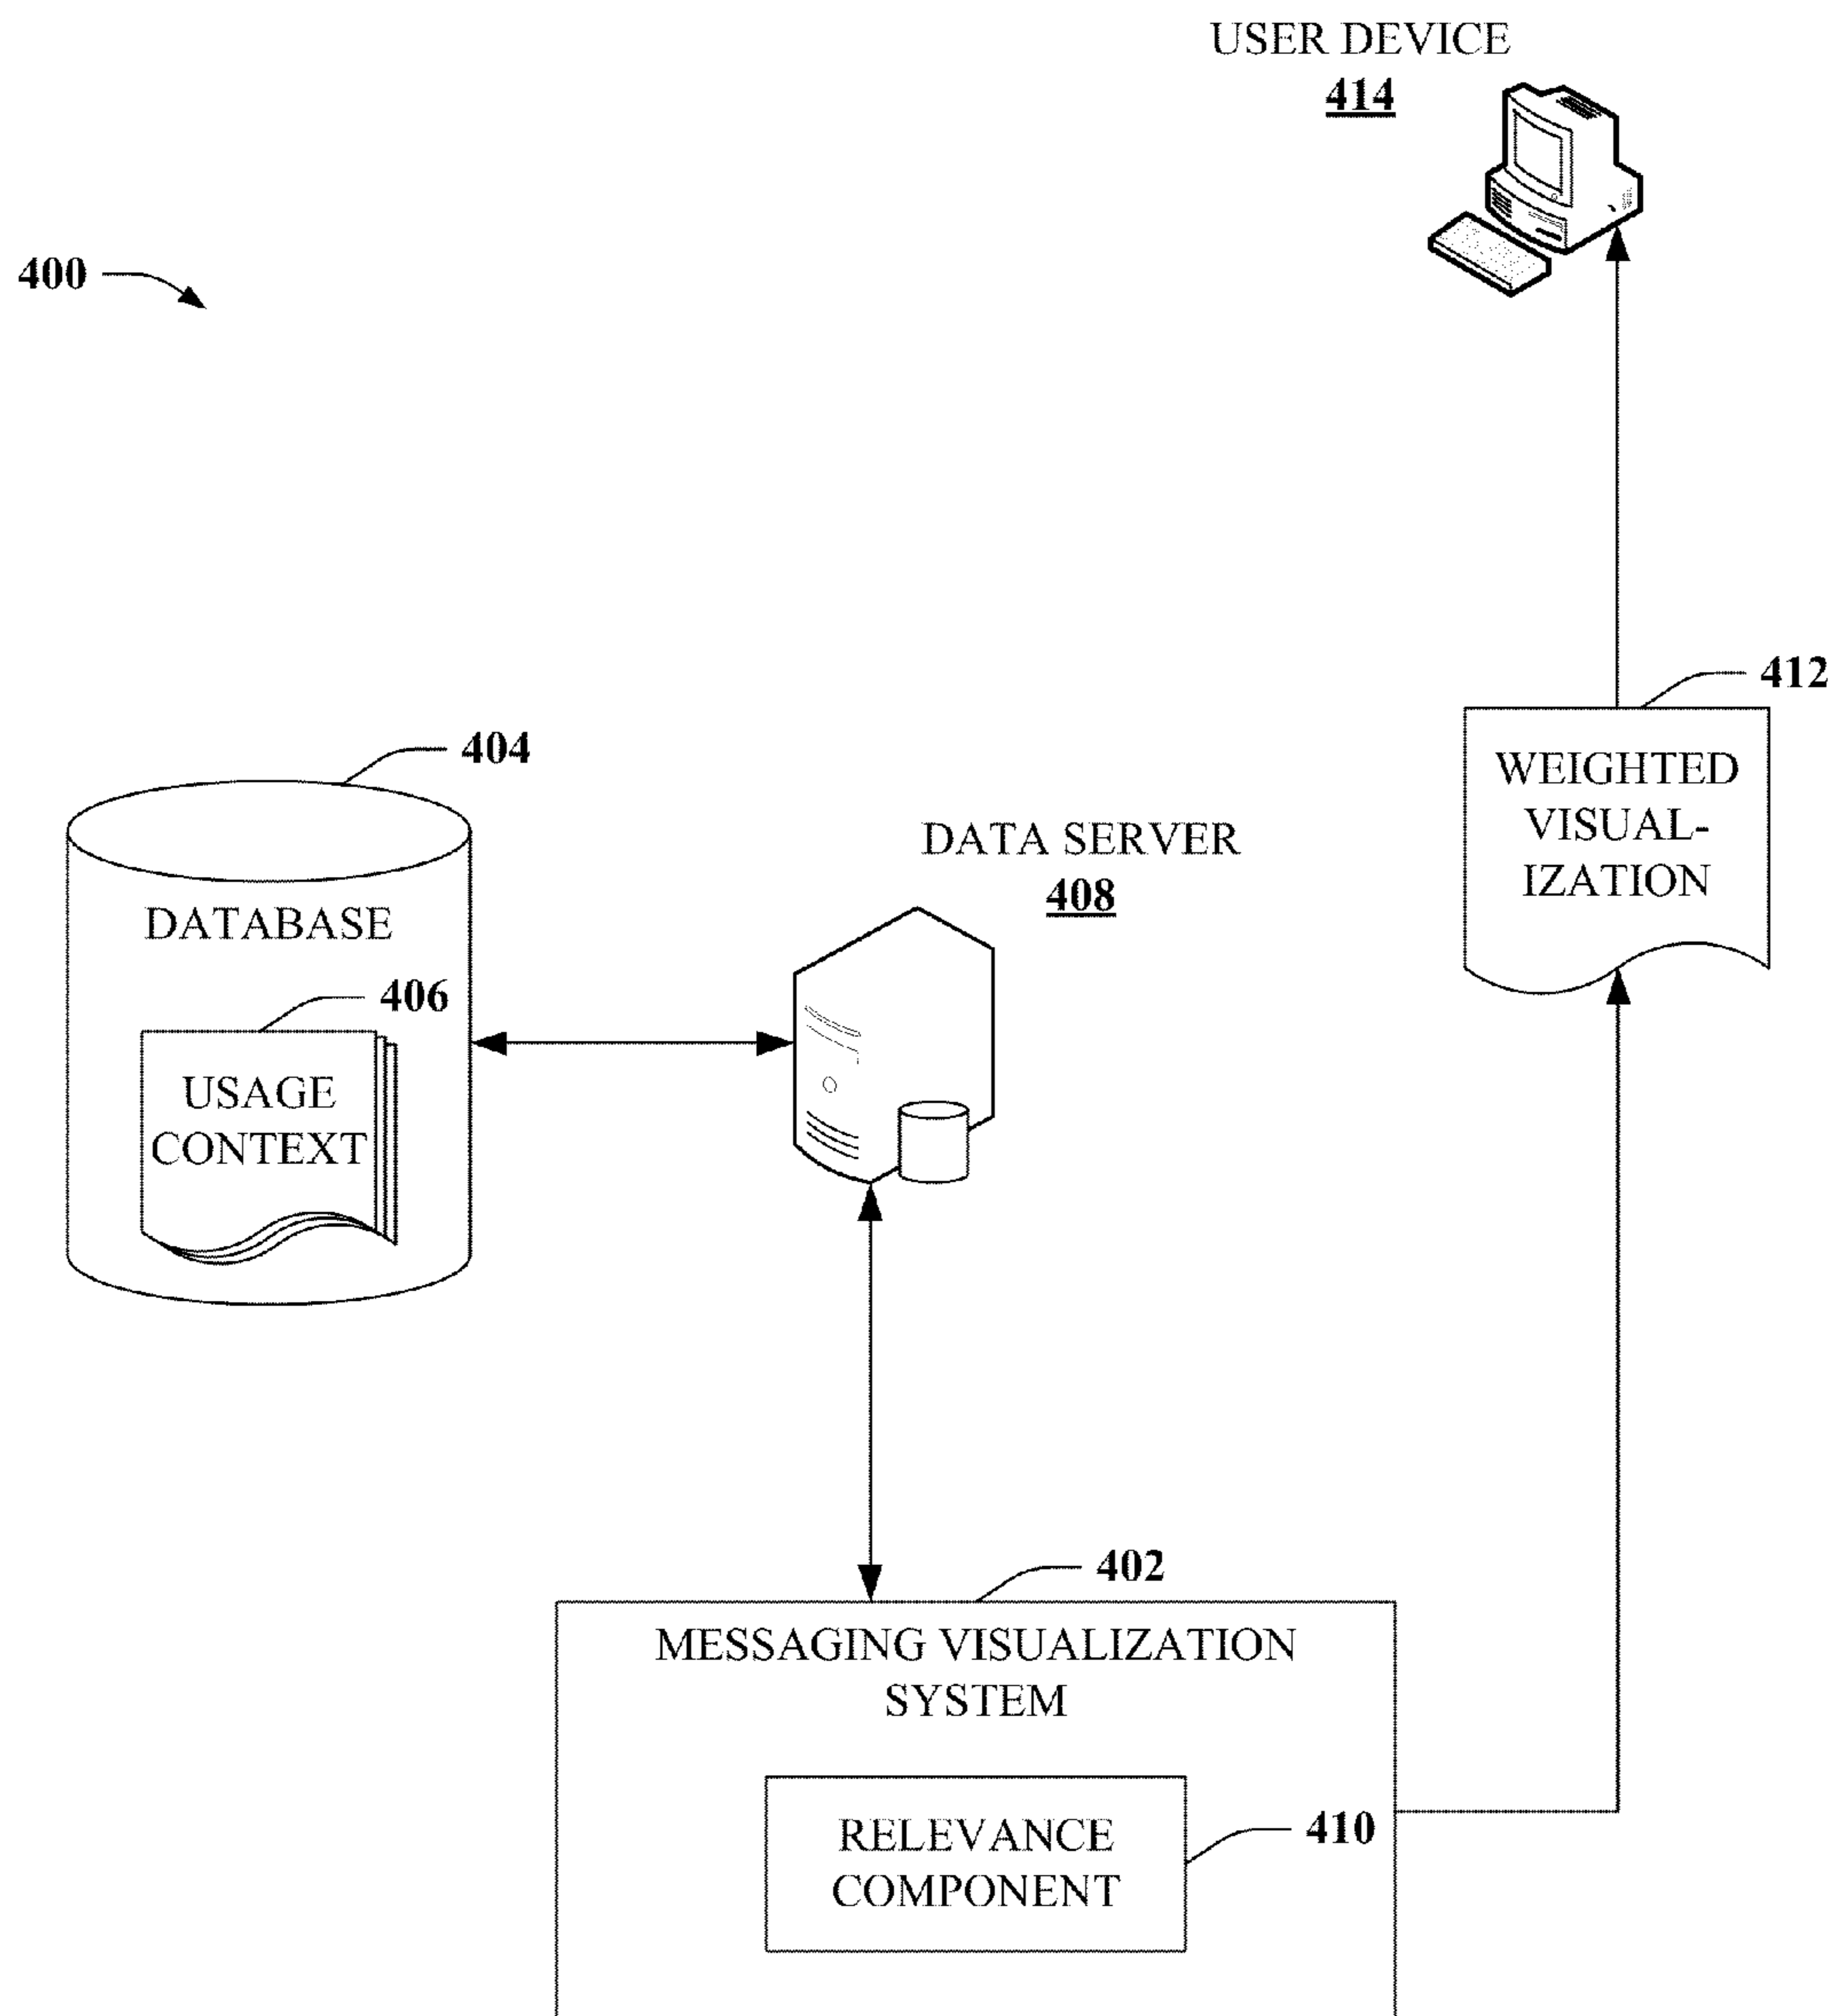 USER DEVICE
414
400
412
WEIGHTED
VISUAL-
IZATION
404
DATA SERVER
408
DATABASE
406
USAGE
CONTEXT
402
MESSAGING VISUALIZATION
SYSTEM
RELEVANCE
COMPONENT
410